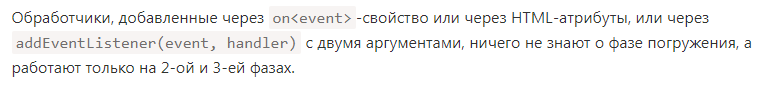 Обработчики, добавленные через on<event> -свойство или через HTML-атрибуты, или через
addEventListener(event, handler) с двумя аргументами, ничего не знают о фазе погружения, а
работают только на 2-ой и 3-ей фазах.